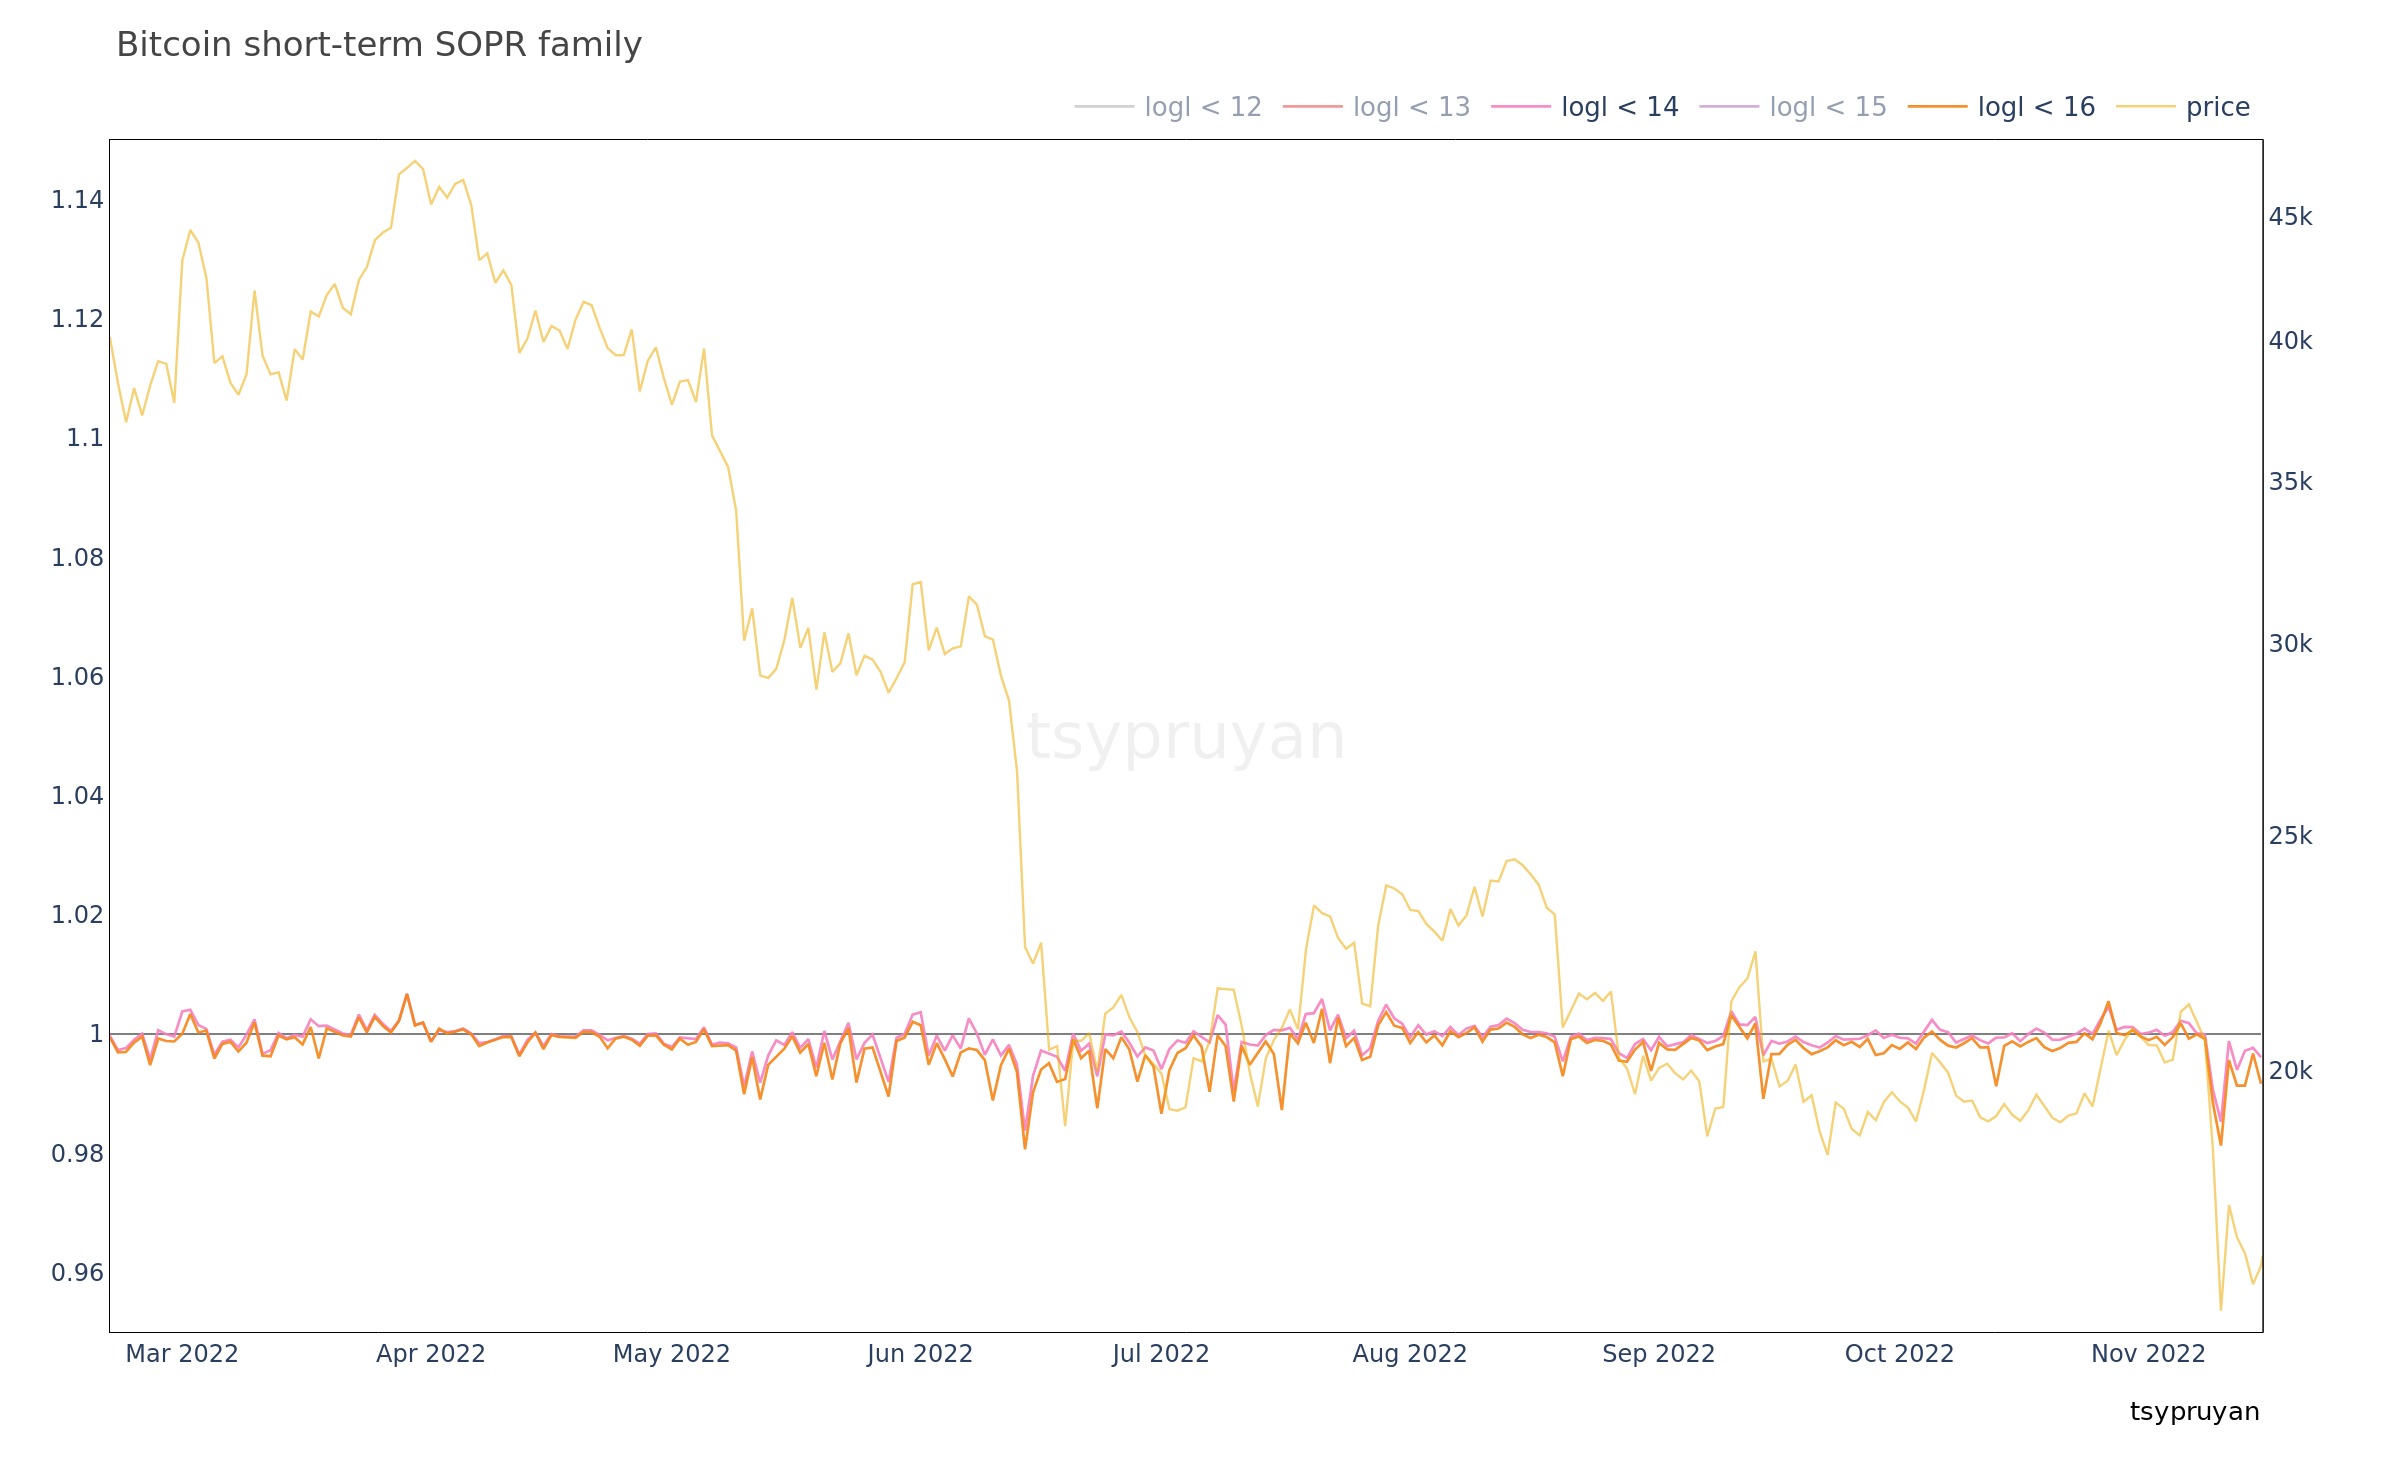 Bitcoin short-term SOPR family
logl < 12 logl < 13 logl < 14 logl < 15 logl < 16 price
1.14
1.12
1.1
1.08
1.06
1.04
1.02
1
0.98
0.96
45k
40k
35k
30k
25k
20k
tsypruyan
Mar 2022 Apr 2022 May 2022 Jun 2022 Jul 2022 Aug 2022 Sep 2022 Oct 2022 Nov 2022
tsypruyan